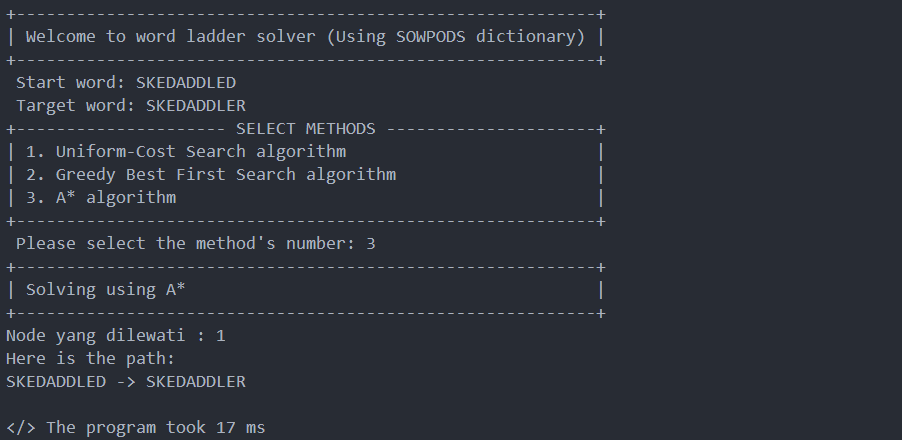 +----------------------------------------------------------+
| Welcome to word ladder solver (Using SOWPODS dictionary) |
+----------------------------------------------------------+
 Start word: SKEDADDLED
 Target word: SKEDADDLER
+--------------------- SELECT METHODS ---------------------+
| 1. Uniform-Cost Search algorithm                         |
| 2. Greedy Best First Search algorithm                    |
| 3. A* algorithm                                          |
+----------------------------------------------------------+
 Please select the method's number: 3
+----------------------------------------------------------+
| Solving using A*                                         |
+----------------------------------------------------------+
Node yang dilewati : 1
Here is the path:
SKEDADDLED -> SKEDADDLER

</> The program took 17 ms